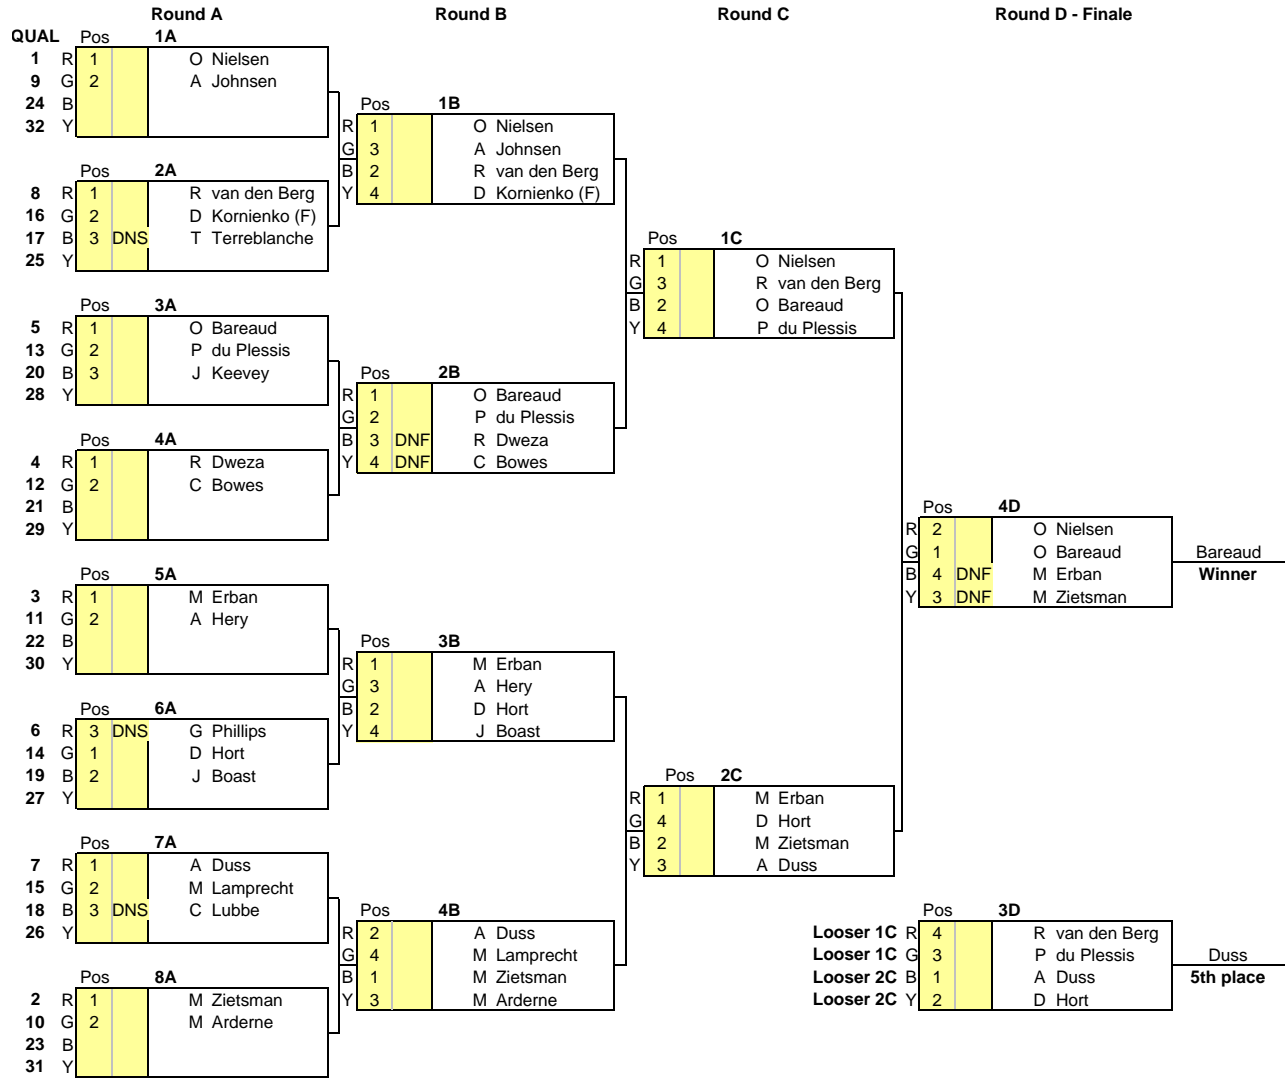 Round A Round B Round C Round D - Finale
QUAL Pos 1A
1 R 1 O Nielsen
9 G 2 A Johnsen
24 B
32 Y
Pos 2A
8 R 1 R van den Berg
16 G 2 D Kornienko (F)
17 B 3 DNS T Terreblanche
25 Y
Pos 3A
5 R 1 O Bareaud
13 G 2 P du Plessis
20 B 3 J Keevey
28 Y
Pos 4A
4 R 1 R Dweza
12 G 2 C Bowes
21 B
29 Y
Pos 5A
3 R 1 M Erban
11 G 2 A Hery
22 B
30 Y
Pos 6A
6 R 3 DNS G Phillips
14 G 1 D Hort
19 B 2 J Boast
27 Y
Pos 7A
7 R 1 A Duss
15 G 2 M Lamprecht
18 B 3 DNS C Lubbe
26 Y
Pos 8A
2 R 1 M Zietsman
10 G 2 M Arderne
23 B
31 Y
Pos 1B
R 1 O Nielsen
G 3 A Johnsen
B 2 R van den Berg
Y 4 D Kornienko (F)
Pos 2B
R 1 O Bareaud
G 2 P du Plessis
B 3 DNF R Dweza
Y 4 DNF C Bowes
Pos 3B
R 1 M Erban
G 3 A Hery
B 2 D Hort
Y 4 J Boast
Pos 4B
R 2 A Duss
G 4 M Lamprecht
B 1 M Zietsman
Y 3 M Arderne
Pos 1C
R 1 O Nielsen
G 3 R van den Berg
B 2 O Bareaud
Y 4 P du Plessis
Pos 2C
R 1 M Erban
G 4 D Hort
B 2 M Zietsman
Y 3 A Duss
Pos 4D
R 2 O Nielsen
G 1 O Bareaud
B 4 DNF M Erban
Y 3 DNF M Zietsman
Bareaud
Winner
Pos 3D
Looser 1C R 4 R van den Berg
Looser 1C G 3 P du Plessis
Looser 2C B 1 A Duss
Looser 2C Y 2 D Hort
Duss
5th place